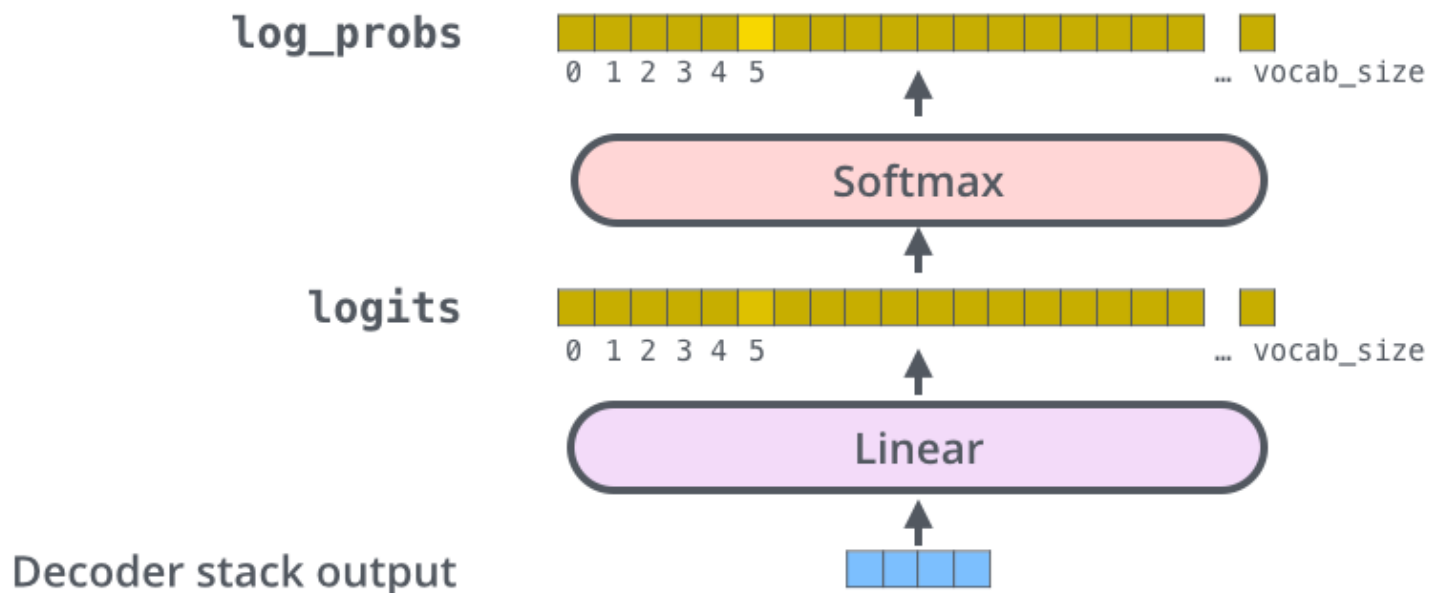 log_probs
0 1 2 3 4 5 … vocab_size
Softmax
logits
0 1 2 3 4 5 … vocab_size
Linear
Decoder stack output